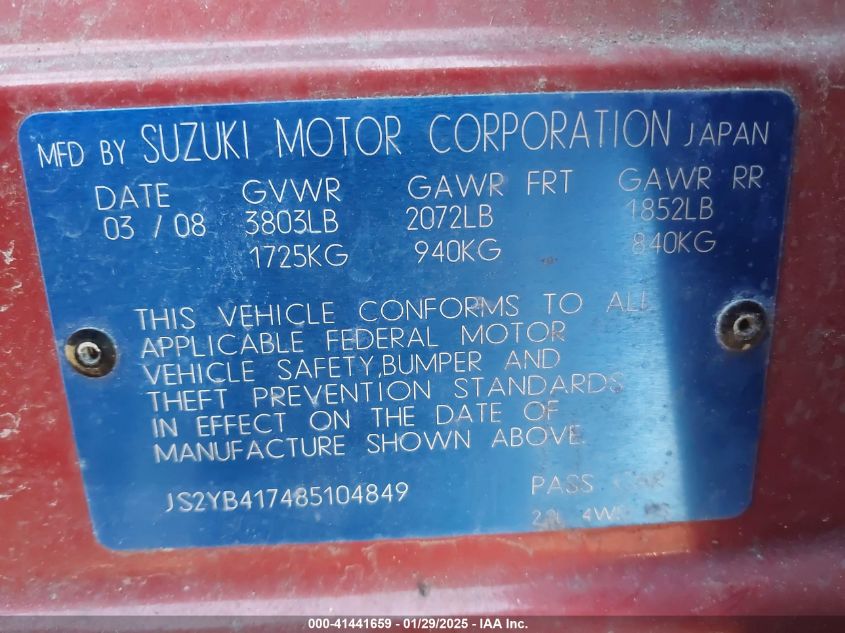 MFD BY SUZUKI MOTOR CORPORATION JAPAN
DATE GVWR GAWR FRT GAWR RR
03 / 08 3803LB 2072LB 1852LB
1725KG 940KG 840KG
THIS VEHICLE CONFORMS TO ALL
APPLICABLE FEDERAL MOTOR
VEHICLE SAFETY,BUMPER AND
THEFT PREVENTION STANDARDS
IN EFFECT ON THE DATE OF
MANUFACTURE SHOWN ABOVE.
JS2YB417485104849 PASS CAR
000-41441659 - 01/29/2025 - IAA Inc.